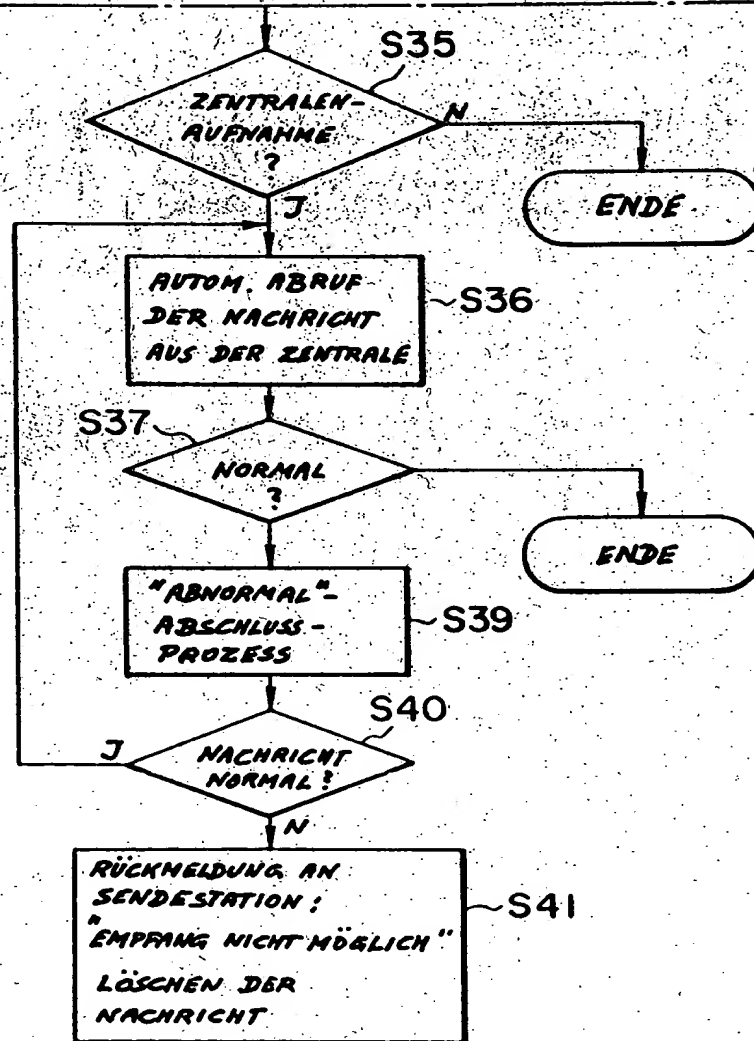 S35
ZENTRALEN-
AUFNAHME
?
N
J
ENDE
AUTOM. ABRUF
DER NACHRICHT
AUS DER ZENTRALE
S36
S37
NORMAL
?
ENDE
"ABNORMAL"-
ABSCHLUSS-
PROZESS
S39
S40
J
NACHRICHT
NORMAL?
N
RÜCKMELDUNG AN
SENDESTATION:
"EMPFANG NICHT MÖGLICH"
LÖSCHEN DER
NACHRICHT
S41